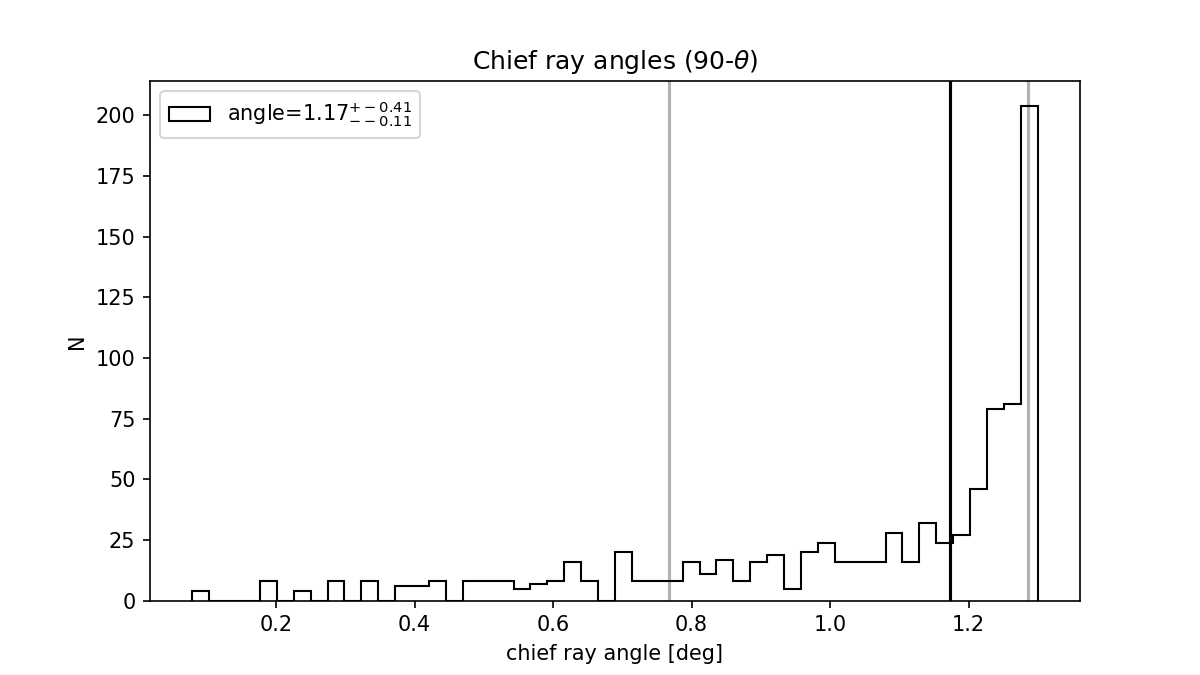 Chief ray angles (90-θ)
angle=1.17+−0.41−−0.11
200
175
150
125
100
75
50
25
0
N
0.2 0.4 0.6 0.8 1.0 1.2
chief ray angle [deg]